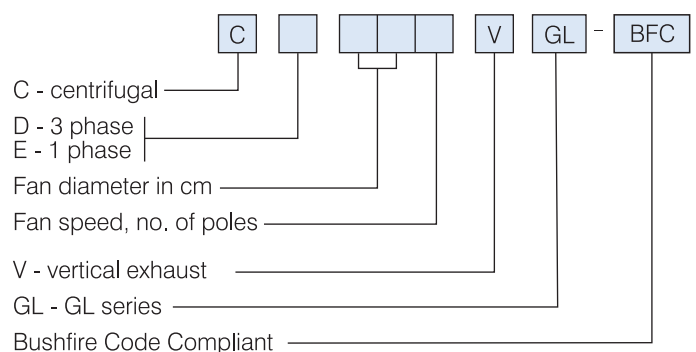 C V GL - BFC
C - centrifugal
D - 3 phase
E - 1 phase
Fan diameter in cm
Fan speed, no. of poles
V - vertical exhaust
GL - GL series
Bushfire Code Compliant